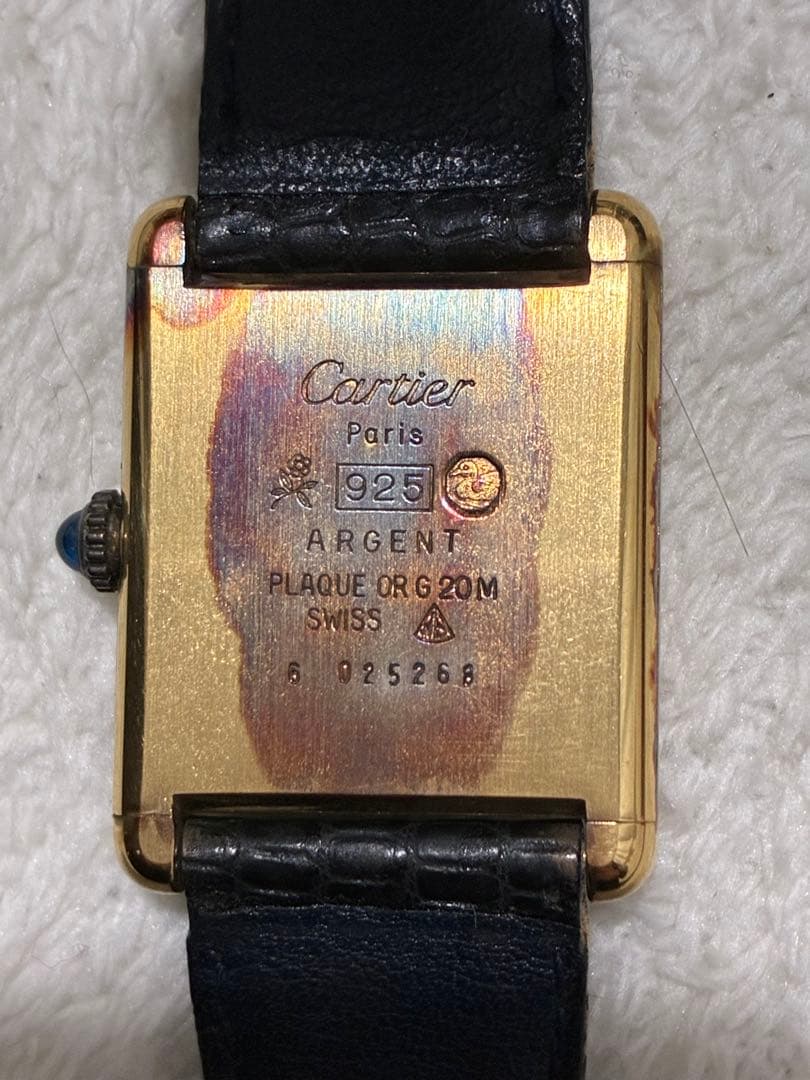 Cartier
Paris
925
ARGENT
PLAQUE OR G 20M
SWISS
6 025268